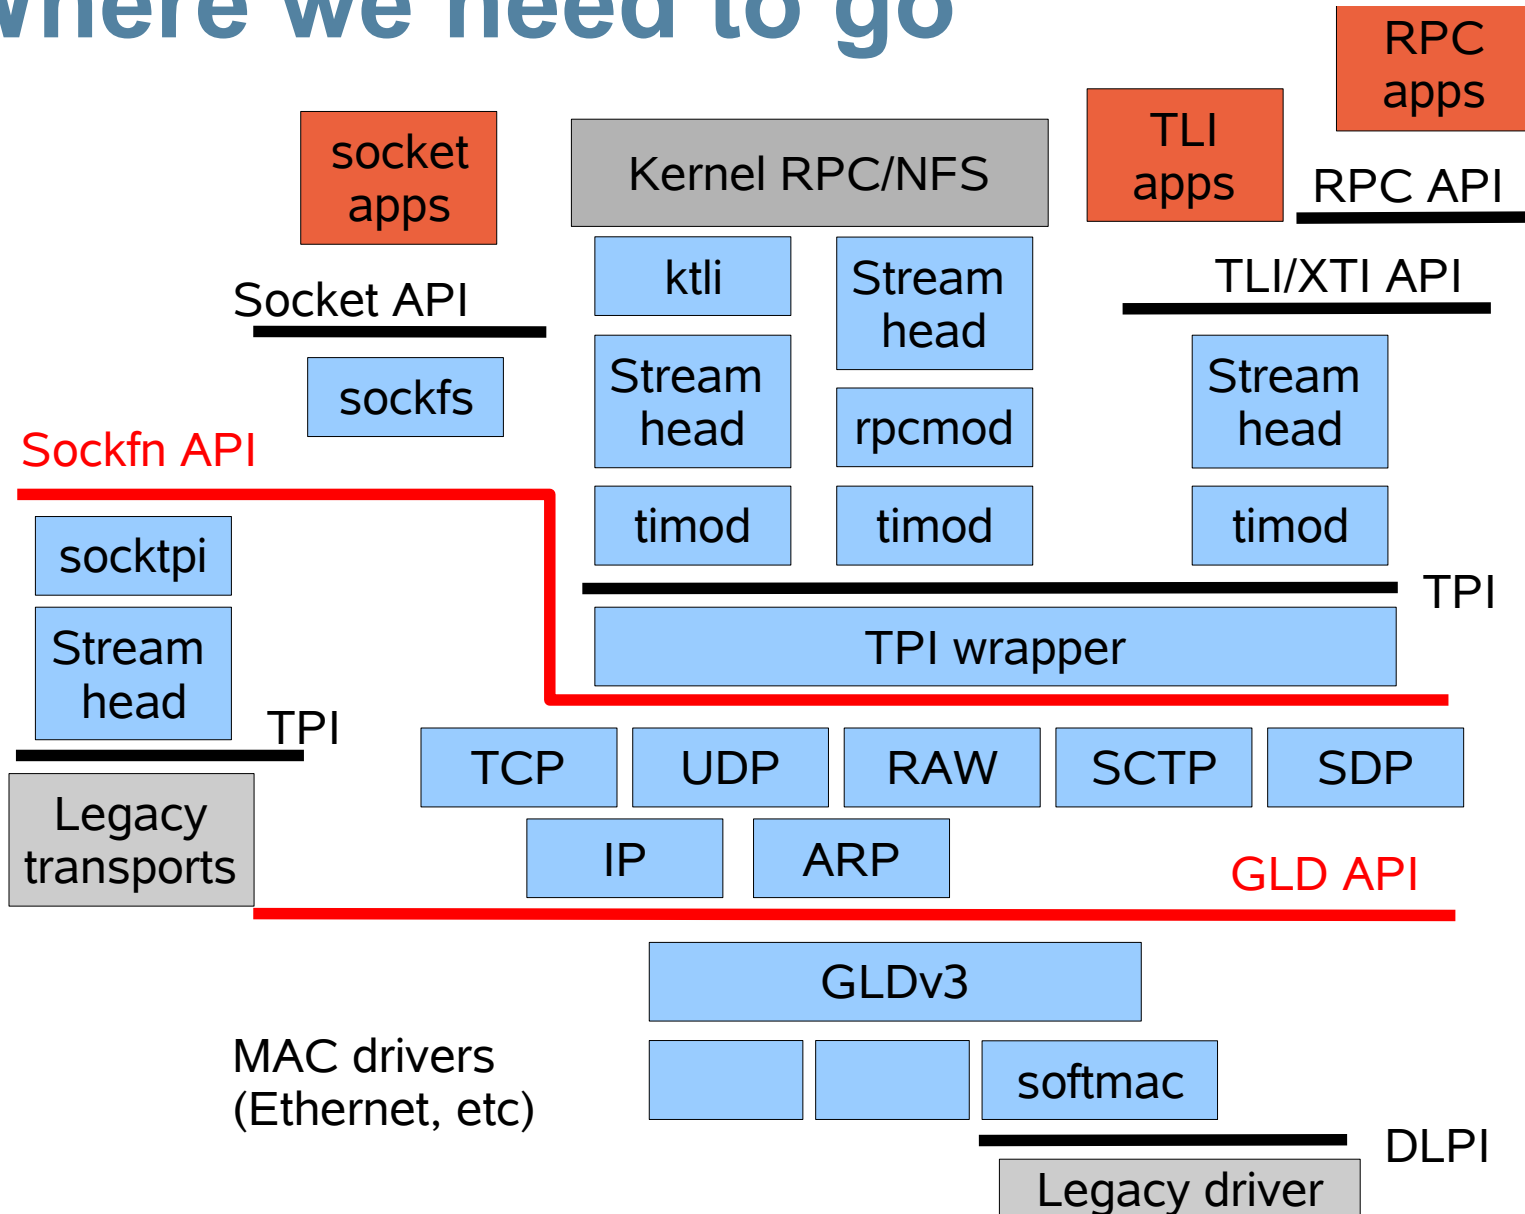 Where we need to go
RPC
apps
socket
apps
Kernel RPC/NFS
TLI
apps
RPC API
ktli
Stream
head
TLI/XTI API
Socket API
sockfs
Stream
head
rpcmod
Stream
head
Sockfn API
timod
timod
timod
socktpi
TPI
TPI wrapper
Stream
head
TPI
TCP
UDP
RAW
SCTP
SDP
Legacy
transports
IP
ARP
GLD API
GLDv3
MAC drivers
(Ethernet, etc)
softmac
DLPI
Legacy driver